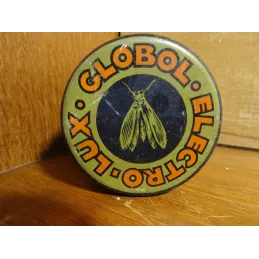 GLOBOL · ELECTRO · LUX ·